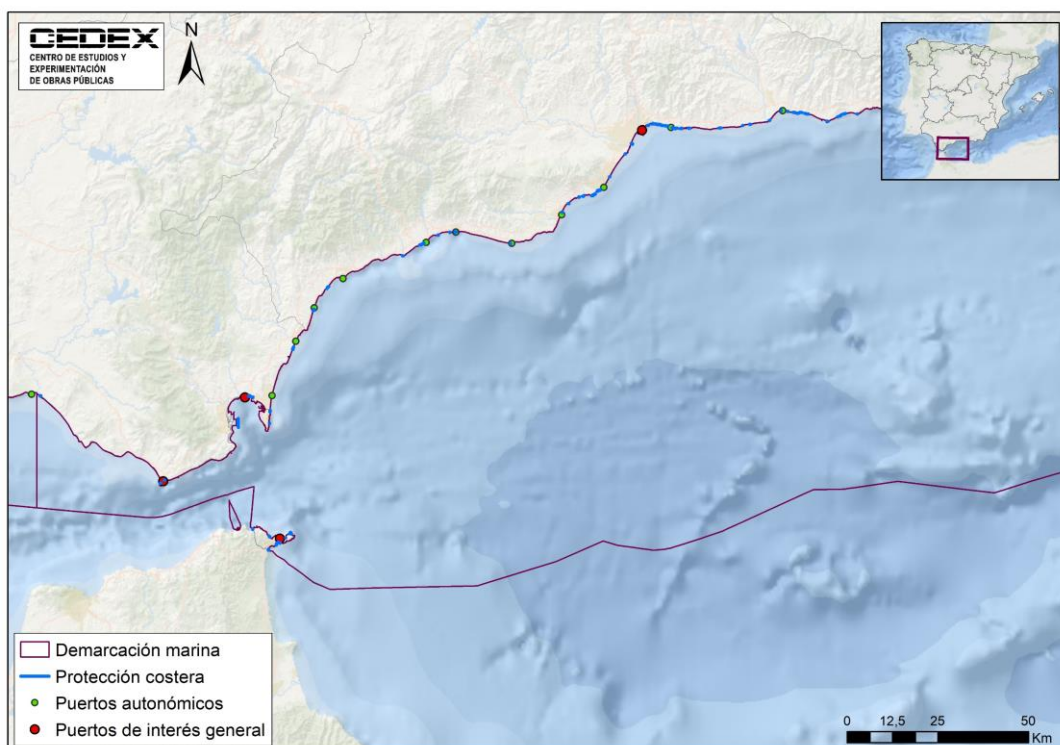 CEDEX
CENTRO DE ESTUDIOS Y
EXPERIMENTACIÓN
DE OBRAS PÚBLICAS
N
Demarcación marina
Protección costera
Puertos autonómicos
Puertos de interés general
0 12,5 25 50
Km